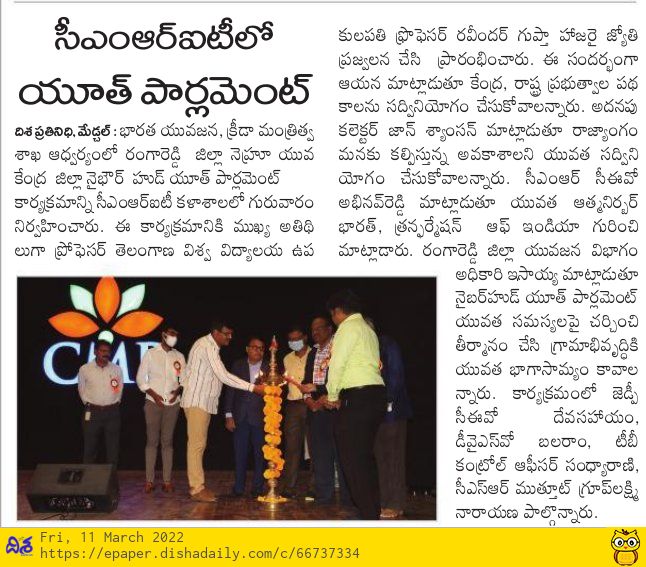 సీఎంఆర్ఐటీలో
యూత్ పార్లమెంట్
దిశ ప్రతినిధి, మేడ్చల్ : భారత యువజన, క్రీడా మంత్రిత్వ
శాఖ ఆధ్వర్యంలో రంగారెడ్డి జిల్లా నెహ్రూ యువ
కేంద్ర జిల్లా నైభౌర్ హుడ్ యూత్ పార్లమెంట్
కార్యక్రమాన్ని సీఎంఆర్ఐటీ కళాశాలలో గురువారం
నిర్వహించారు. ఈ కార్యక్రమానికి ముఖ్య అతిథి
లుగా ప్రోఫెసర్ తెలంగాణ విశ్వ విద్యాలయ ఉప
కులపతి ప్రొఫెసర్ రవీందర్ గుప్తా హాజరై జ్యోతి
ప్రజ్వలన చేసి ప్రారంభించారు. ఈ సందర్భంగా
ఆయన మాట్లాడుతూ కేంద్ర, రాష్ట్ర ప్రభుత్వాల పథ
కాలను సద్వినియోగం చేసుకోవాలన్నారు. అదనపు
కలెక్టర్ జాన్ శ్యాంసన్ మాట్లాడుతూ రాజ్యాంగం
మనకు కల్పిస్తున్న అవకాశాలని యువత సద్విని
యోగం చేసుకోవాలన్నారు. సీఎంఆర్ సీఈవో
అభినవ్‌రెడ్డి మాట్లాడుతూ యువత ఆత్మనిర్భర్
భారత్, త్రన్ఫర్మేషన్ ఆఫ్ ఇండియా గురించి
మాట్లాడారు. రంగారెడ్డి జిల్లా యువజన విభాగం
అధికారి ఇసాయ్య మాట్లాడుతూ
నైబర్‌హుడ్ యూత్ పార్లమెంట్
యువత సమస్యలపై చర్చించి
తీర్మానం చేసి గ్రామాభివృద్ధికి
యువత భాగాసామ్యం కావాల
న్నారు. కార్యక్రమంలో జెడ్పీ
సీఈవో దేవసహాయం,
డీవైఎస్‌వో బలరాం, టీబీ
కంట్రోల్ ఆఫీసర్ సంధ్యారాణి,
సీఎస్ఆర్ ముత్తూట్ గ్రూప్‌లక్ష్మి
నారాయణ పాల్గొన్నారు.
CMR
దిశ Fri, 11 March 2022
https://epaper.dishadaily.com/c/66737334